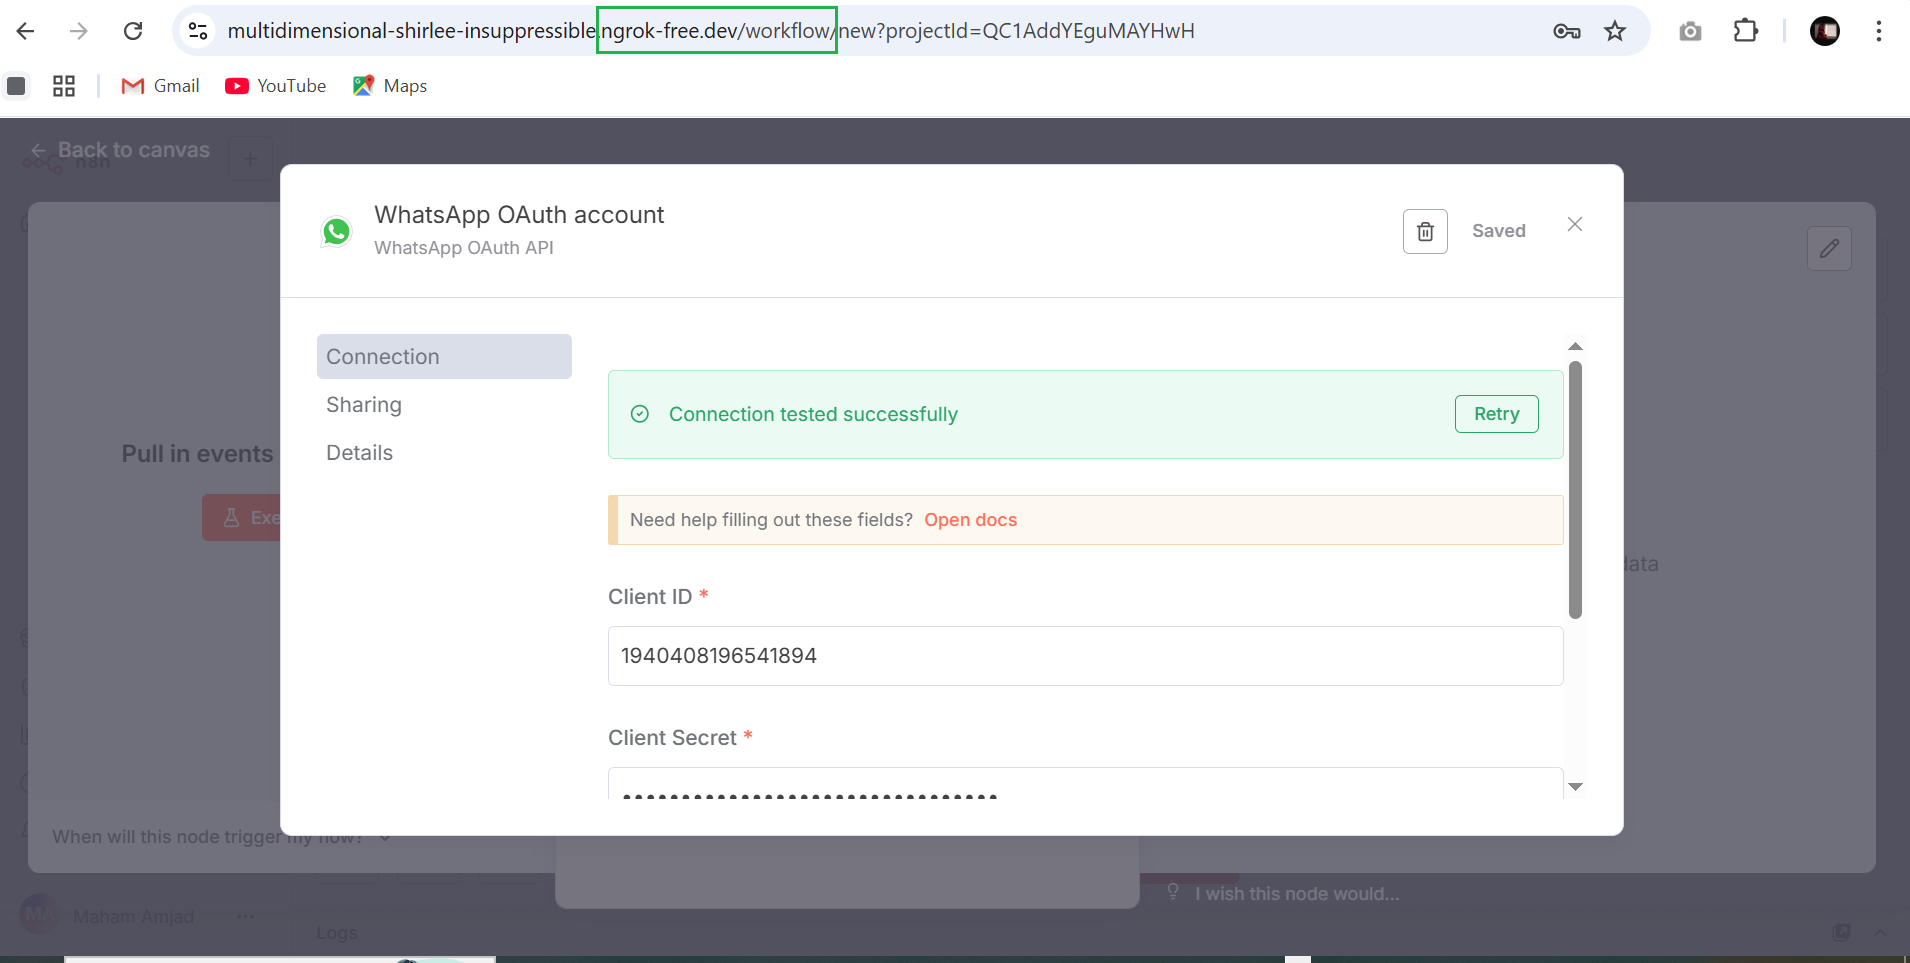 multidimensional-shirlee-insuppressible.ngrok-free.dev/workflow/new?projectId=QC1AddYEguMAYHwH
Gmail
YouTube
Maps
Back to canvas
n8n
WhatsApp OAuth account
WhatsApp OAuth API
Saved
Connection
Sharing
Details
Connection tested successfully
Retry
Need help filling out these fields? Open docs
Pull in events
Exe
data
Client ID *
1940408196541894
Client Secret *
••••••••••••••••••••••••••••••••
When will this node trigger my flow?
I wish this node would...
MA
Maham Amjad
Logs